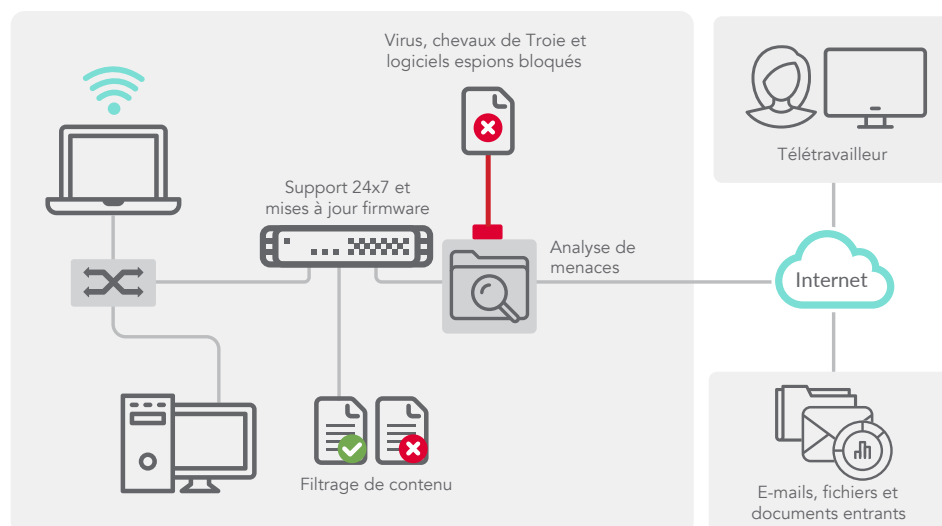 Virus, chevaux de Troie et
logiciels espions bloqués
Télétravailleur
Support 24x7 et
mises à jour firmware
Analyse de
menaces
Internet
Filtrage de contenu
E-mails, fichiers et
documents entrants